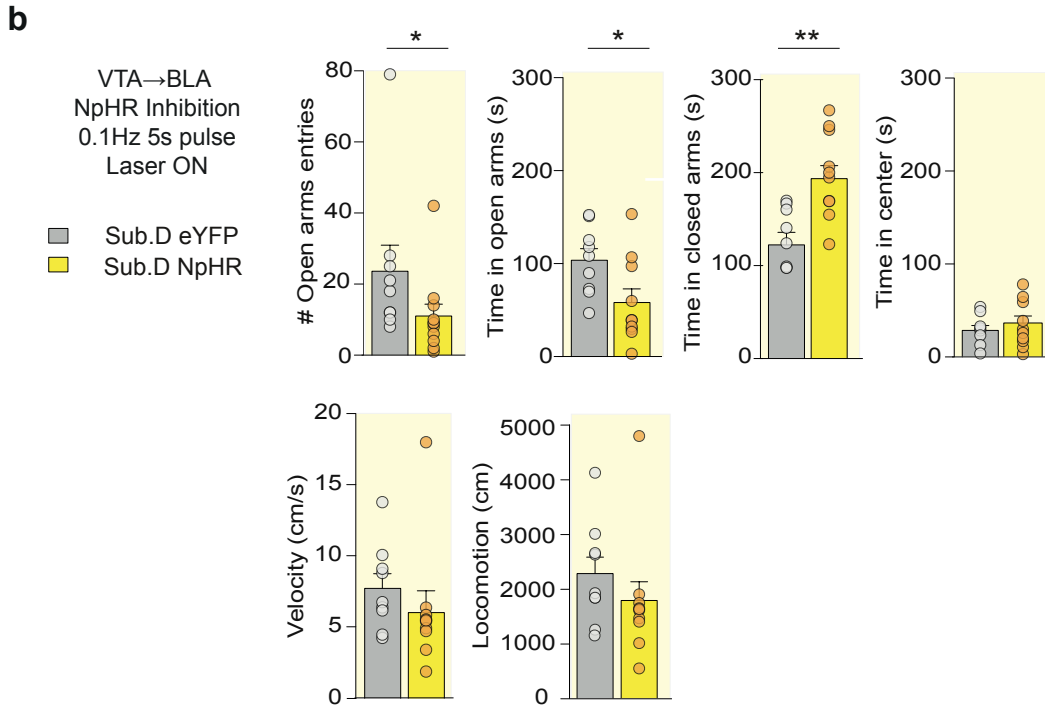 b
VTA→BLA
NpHR Inhibition
0.1Hz 5s pulse
Laser ON
Sub.D eYFP
Sub.D NpHR
*
# Open arms entries
80
60
40
20
0
*
Time in open arms (s)
300
200
100
0
**
Time in closed arms (s)
300
200
100
0
Time in center (s)
300
200
100
0
Velocity (cm/s)
20
15
10
5
0
Locomotion (cm)
5000
4000
3000
2000
1000
0